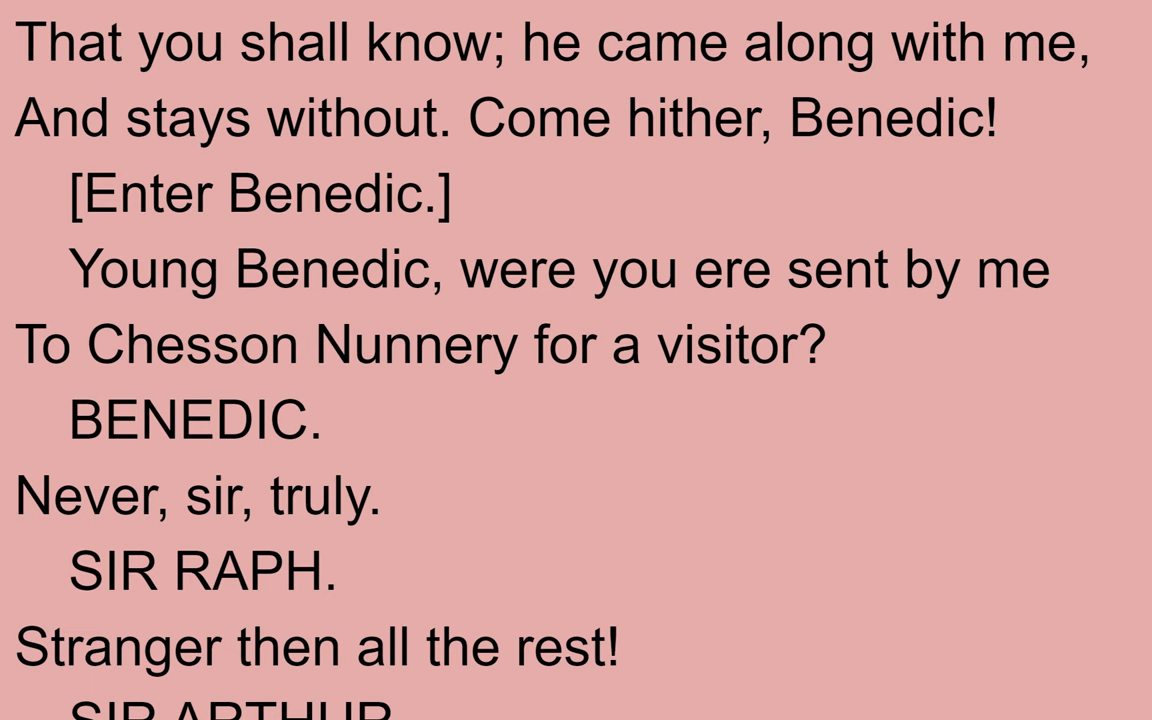 That you shall know; he came along with me,
And stays without. Come hither, Benedic!
[Enter Benedic.]
Young Benedic, were you ere sent by me
To Chesson Nunnery for a visitor?
BENEDIC.
Never, sir, truly.
SIR RAPH.
Stranger then all the rest!
SIR ARTHUR.